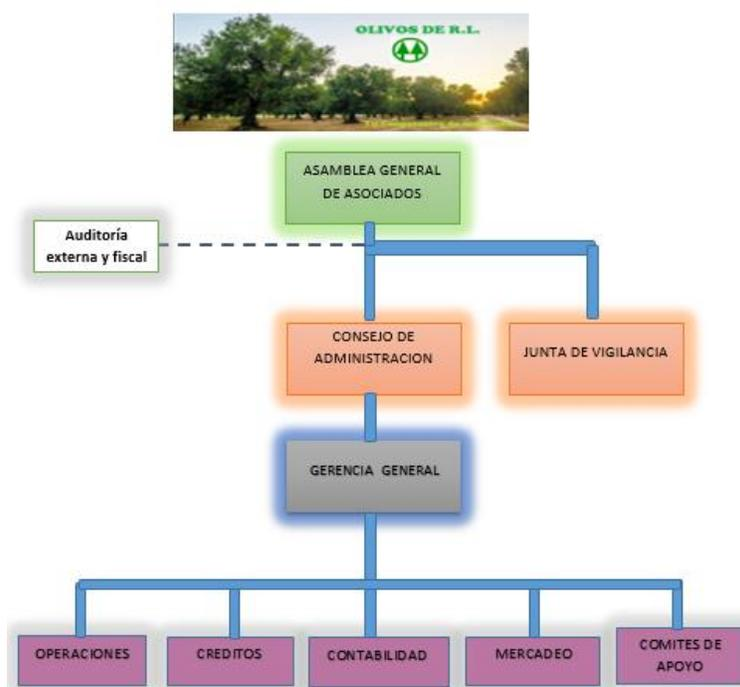 OLIVOS DE R.L.
ASAMBLEA GENERAL
DE ASOCIADOS
Auditoría
externa y fiscal
CONSEJO DE
ADMINISTRACION
JUNTA DE VIGILANCIA
GERENCIA GENERAL
OPERACIONES
CREDITOS
CONTABILIDAD
MERCADEO
COMITES DE
APOYO